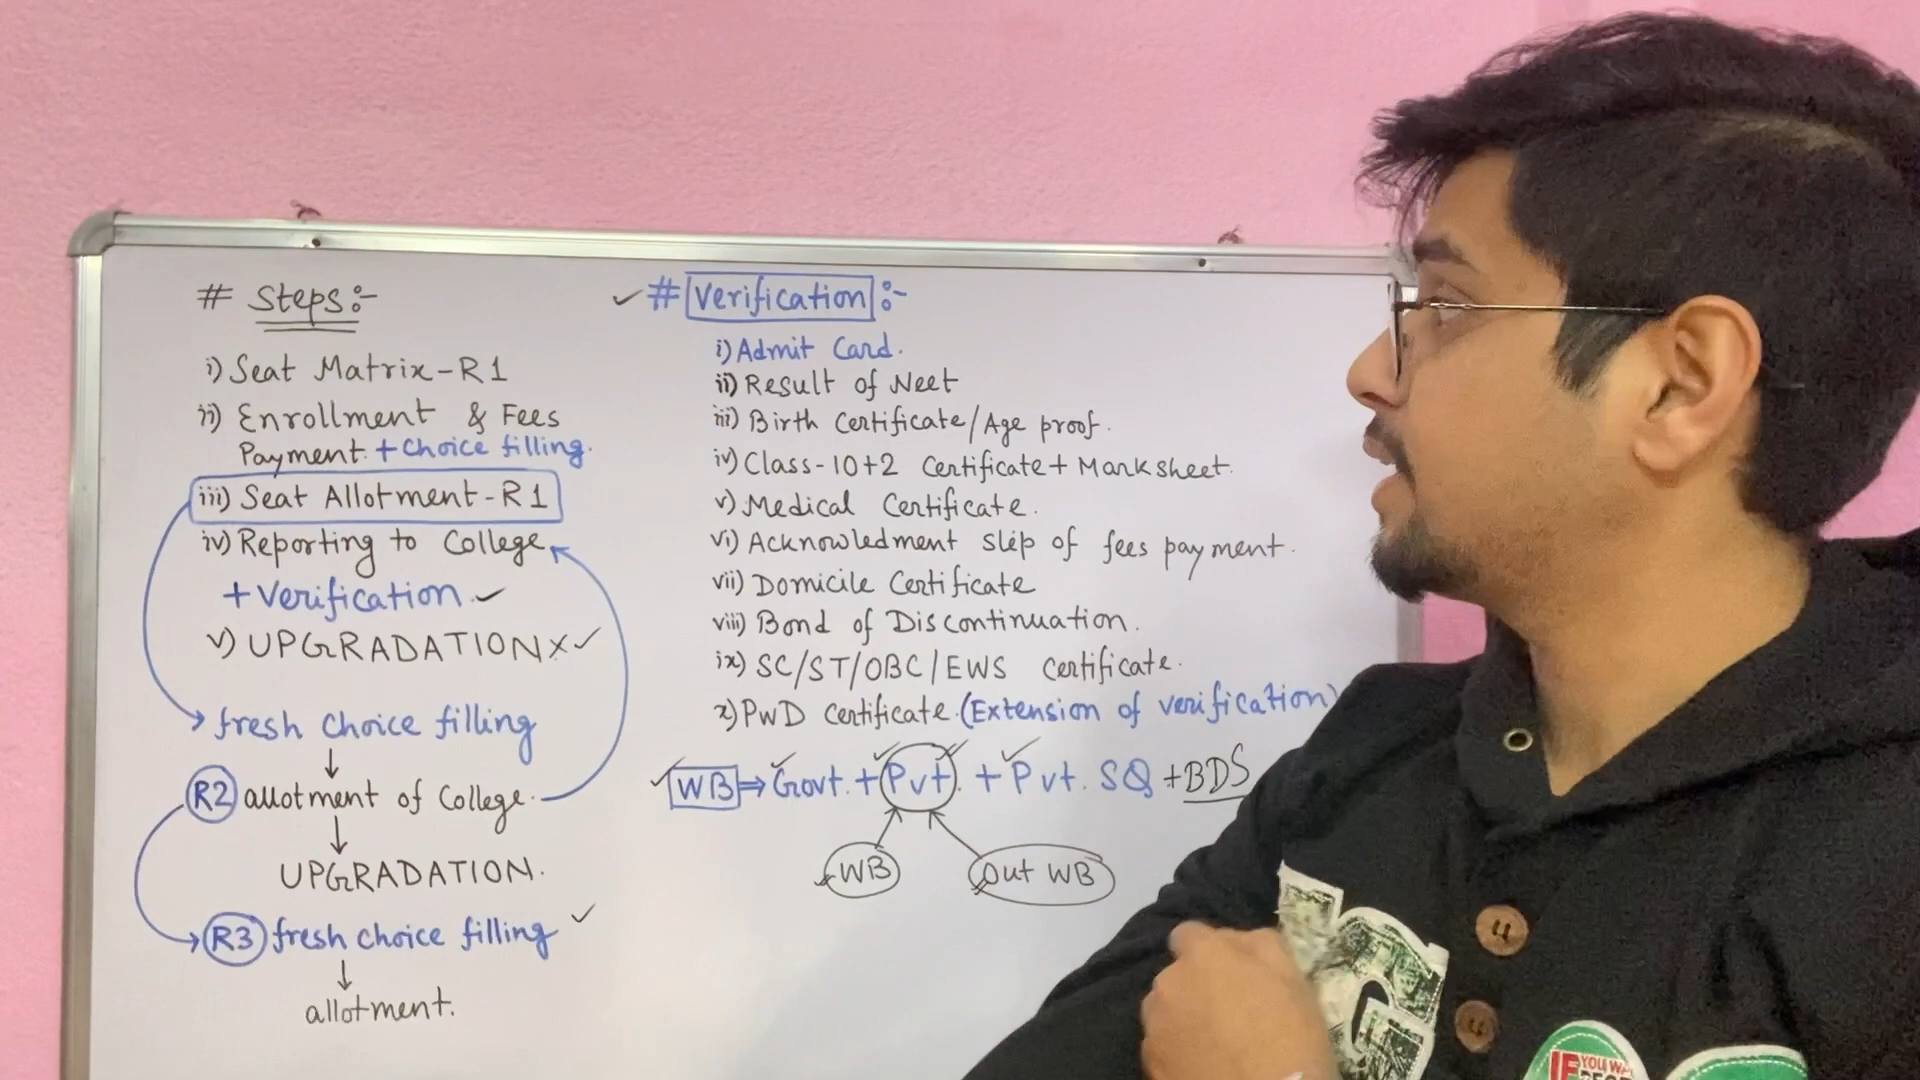 # Steps:-
i) Seat Matrix-R1
ii) Enrollment & Fees
Payment. + Choice filling.
iii) Seat Allotment-R1
iv) Reporting to College
+ Verification ✓
v) UPGRADATION × ✓
fresh choice filling
↓
R2 allotment of College.
↓
UPGRADATION.
R3 fresh choice filling ✓
↓
allotment.
✓ # Verification :-
i) Admit Card.
ii) Result of Neet
iii) Birth Certificate/Age proof.
iv) Class-10+2 Certificate + Marksheet.
v) Medical Certificate.
vi) Acknowledment slip of fees payment.
vii) Domicile Certificate
viii) Bond of Discontinuation.
ix) SC/ST/OBC/EWS Certificate.
x) PWD Certificate. (Extension of verification)
✓ WB ⇒ Govt. + Pvt. + Pvt. SQ + BDS
WB Out WB
IF YOU WA